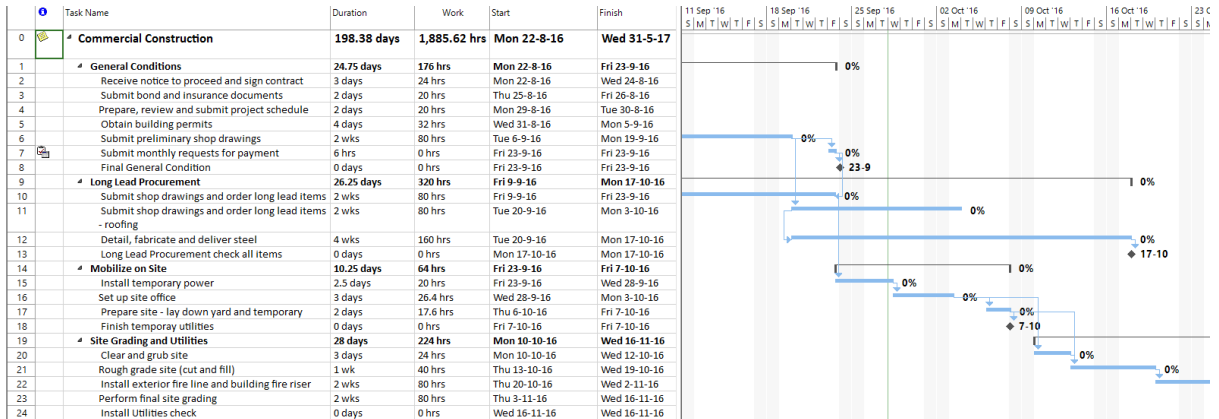 Task Name Duration Work Start Finish 11 Sep '16 18 Sep '16 25 Sep '16 02 Oct '16 09 Oct '16 16 Oct '16 23 O
S M T W T F S S M T W T F S S M T W T F S S M T W T F S S M T W T F S S M T W T F S S M
0 Commercial Construction 198.38 days 1,885.62 hrs Mon 22-8-16 Wed 31-5-17
1 General Conditions 24.75 days 176 hrs Mon 22-8-16 Fri 23-9-16 0%
2 Receive notice to proceed and sign contract 3 days 24 hrs Mon 22-8-16 Wed 24-8-16
3 Submit bond and insurance documents 2 days 20 hrs Thu 25-8-16 Fri 26-8-16
4 Prepare, review and submit project schedule 2 days 20 hrs Mon 29-8-16 Tue 30-8-16
5 Obtain building permits 4 days 32 hrs Wed 31-8-16 Mon 5-9-16
6 Submit preliminary shop drawings 2 wks 80 hrs Tue 6-9-16 Mon 19-9-16 0%
7 Submit monthly requests for payment 6 hrs 0 hrs Fri 23-9-16 Fri 23-9-16 0%
8 Final General Condition 0 days 0 hrs Fri 23-9-16 Fri 23-9-16 23-9
9 Long Lead Procurement 26.25 days 320 hrs Fri 9-9-16 Mon 17-10-16 0%
10 Submit shop drawings and order long lead items 2 wks 80 hrs Fri 9-9-16 Fri 23-9-16 0%
11 Submit shop drawings and order long lead items 2 wks 80 hrs Tue 20-9-16 Mon 3-10-16 0%
- roofing
12 Detail, fabricate and deliver steel 4 wks 160 hrs Tue 20-9-16 Mon 17-10-16 0%
13 Long Lead Procurement check all items 0 days 0 hrs Mon 17-10-16 Mon 17-10-16 17-10
14 Mobilize on Site 10.25 days 64 hrs Fri 23-9-16 Fri 7-10-16 0%
15 Install temporary power 2.5 days 20 hrs Fri 23-9-16 Wed 28-9-16 0%
16 Set up site office 3 days 26.4 hrs Wed 28-9-16 Mon 3-10-16 0%
17 Prepare site - lay down yard and temporary 2 days 17.6 hrs Thu 6-10-16 Fri 7-10-16 0%
18 Finish temporay utilities 0 days 0 hrs Fri 7-10-16 Fri 7-10-16 7-10
19 Site Grading and Utilities 28 days 224 hrs Mon 10-10-16 Wed 16-11-16
20 Clear and grub site 3 days 24 hrs Mon 10-10-16 Wed 12-10-16 0%
21 Rough grade site (cut and fill) 1 wk 40 hrs Thu 13-10-16 Wed 19-10-16 0%
22 Install exterior fire line and building fire riser 2 wks 80 hrs Thu 20-10-16 Wed 2-11-16
23 Perform final site grading 2 wks 80 hrs Thu 3-11-16 Wed 16-11-16
24 Install Utilities check 0 days 0 hrs Wed 16-11-16 Wed 16-11-16